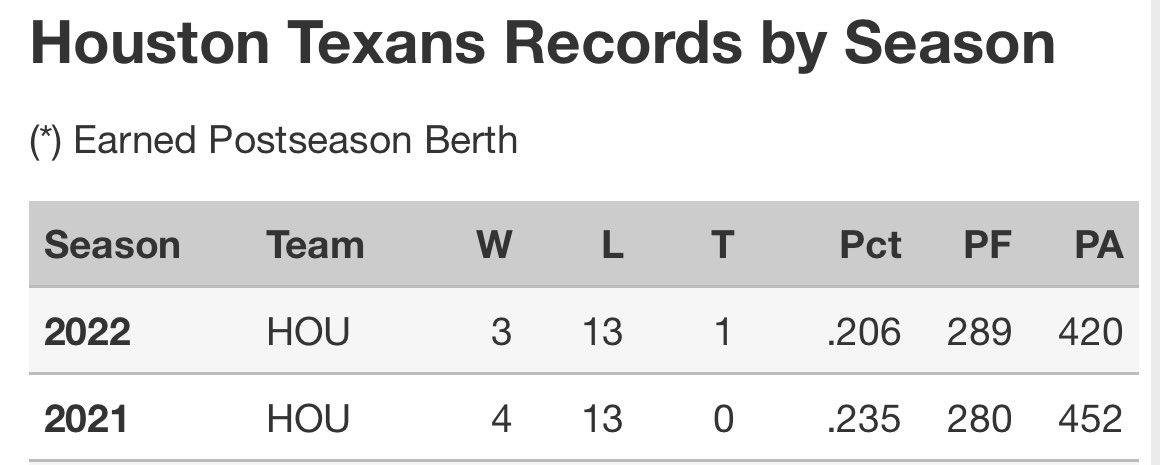 Houston Texans Records by Season
(*) Earned Postseason Berth
Season Team W L T Pct PF PA
2022 HOU 3 13 1 .206 289 420
2021 HOU 4 13 0 .235 280 452